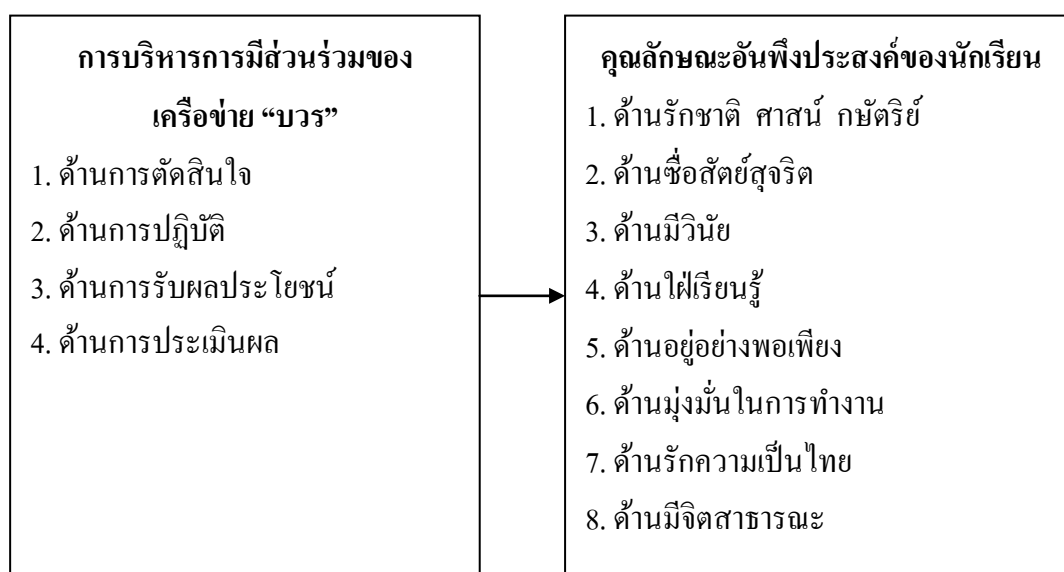 การบริหารการมีส่วนร่วมของ
เครือข่าย “บวร”
1. ด้านการตัดสินใจ
2. ด้านการปฏิบัติ
3. ด้านการรับผลประโยชน์
4. ด้านการประเมินผล
คุณลักษณะอันพึงประสงค์ของนักเรียน
1. ด้านรักชาติ ศาสน์ กษัตริย์
2. ด้านซื่อสัตย์สุจริต
3. ด้านมีวินัย
4. ด้านใฝ่เรียนรู้
5. ด้านอยู่อย่างพอเพียง
6. ด้านมุ่งมั่นในการทำงาน
7. ด้านรักความเป็นไทย
8. ด้านมีจิตสาธารณะ